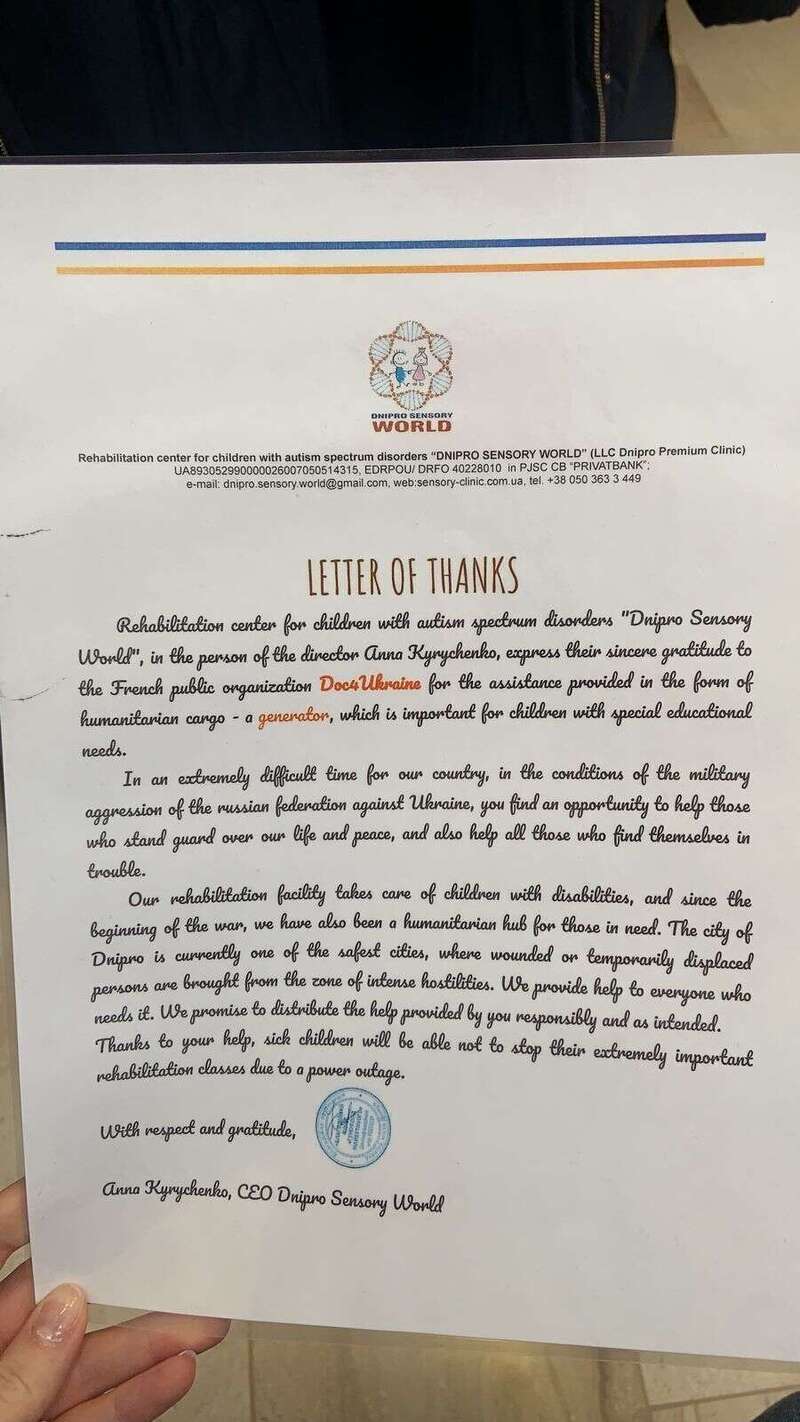 DNIPRO SENSORY
WORLD
Rehabilitation center for children with autism spectrum disorders “DNIPRO SENSORY WORLD” (LLC Dnipro Premium Clinic)
UA893052990000026007050514315, EDRPOU/ DRFO 40228010 in PJSC CB “PRIVATBANK”;
e-mail: dnipro.sensory.world@gmail.com, web:sensory-clinic.com.ua, tel. +38 050 363 3 449
LETTER OF THANKS
Rehabilitation center for children with autism spectrum disorders "Dnipro Sensory
World", in the person of the director Anna Kyrychenko, express their sincere gratitude to
the French public organization Doc4Ukraine for the assistance provided in the form of
humanitarian cargo - a generator, which is important for children with special educational
needs.
In an extremely difficult time for our country, in the conditions of the military
aggression of the russian federation against Ukraine, you find an opportunity to help those
who stand guard over our life and peace, and also help all those who find themselves in
trouble.
Our rehabilitation facility takes care of children with disabilities, and since the
beginning of the war, we have also been a humanitarian hub for those in need. The city of
Dnipro is currently one of the safest cities, where wounded or temporarily displaced
persons are brought from the zone of intense hostilities. We provide help to everyone who
needs it. We promise to distribute the help provided by you responsibly and as intended.
Thanks to your help, sick children will be able not to stop their extremely important
rehabilitation classes due to a power outage.
With respect and gratitude,
Anna Kyrychenko, CEO Dnipro Sensory World